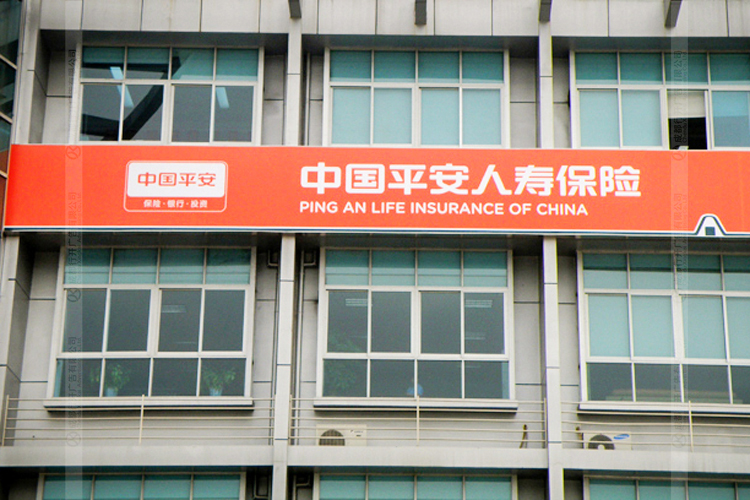 中国平安
保险·银行·投资
中国平安人寿保险
PING AN LIFE INSURANCE OF CHINA
SAMSUNG